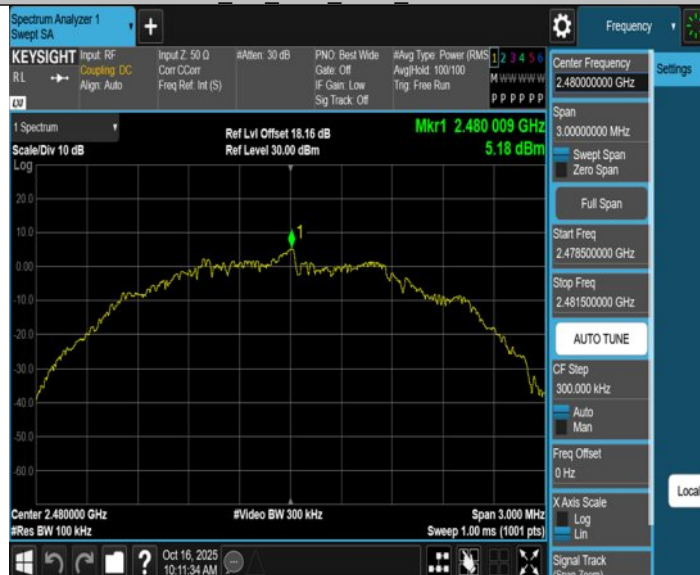 Spectrum Analyzer 1
Swept SA
Frequency
KEYSIGHT
RL
LXI
Input: RF
Coupling: DC
Align: Auto
Input Z: 50 Ω
Corr CCorr
Freq Ref: Int (S)
#Atten: 30 dB
PNO: Best Wide
Gate: Off
IF Gain: Low
Sig Track: Off
#Avg Type: Power (RMS
Avg|Hold: 100/100
Trig: Free Run
1 2 3 4 5 6
M W W W W W
P P P P P P
1 Spectrum
Scale/Div 10 dB
Ref Lvl Offset 18.16 dB
Ref Level 30.00 dBm
Mkr1 2.480 009 GHz
5.18 dBm
Log
20.0
10.0
0.00
-10.0
-20.0
-30.0
-40.0
-50.0
-60.0
1
Center 2.480000 GHz
#Res BW 100 kHz
#Video BW 300 kHz
Span 3.000 MHz
Sweep 1.00 ms (1001 pts)
Oct 16, 2025
10:11:34 AM
Center Frequency
2.480000000 GHz
Span
3.00000000 MHz
Swept Span
Zero Span
Full Span
Start Freq
2.478500000 GHz
Stop Freq
2.481500000 GHz
AUTO TUNE
CF Step
300.000 kHz
Auto
Man
Freq Offset
0 Hz
X Axis Scale
Log
Lin
Signal Track
(Span Zoom)
Settings
Local